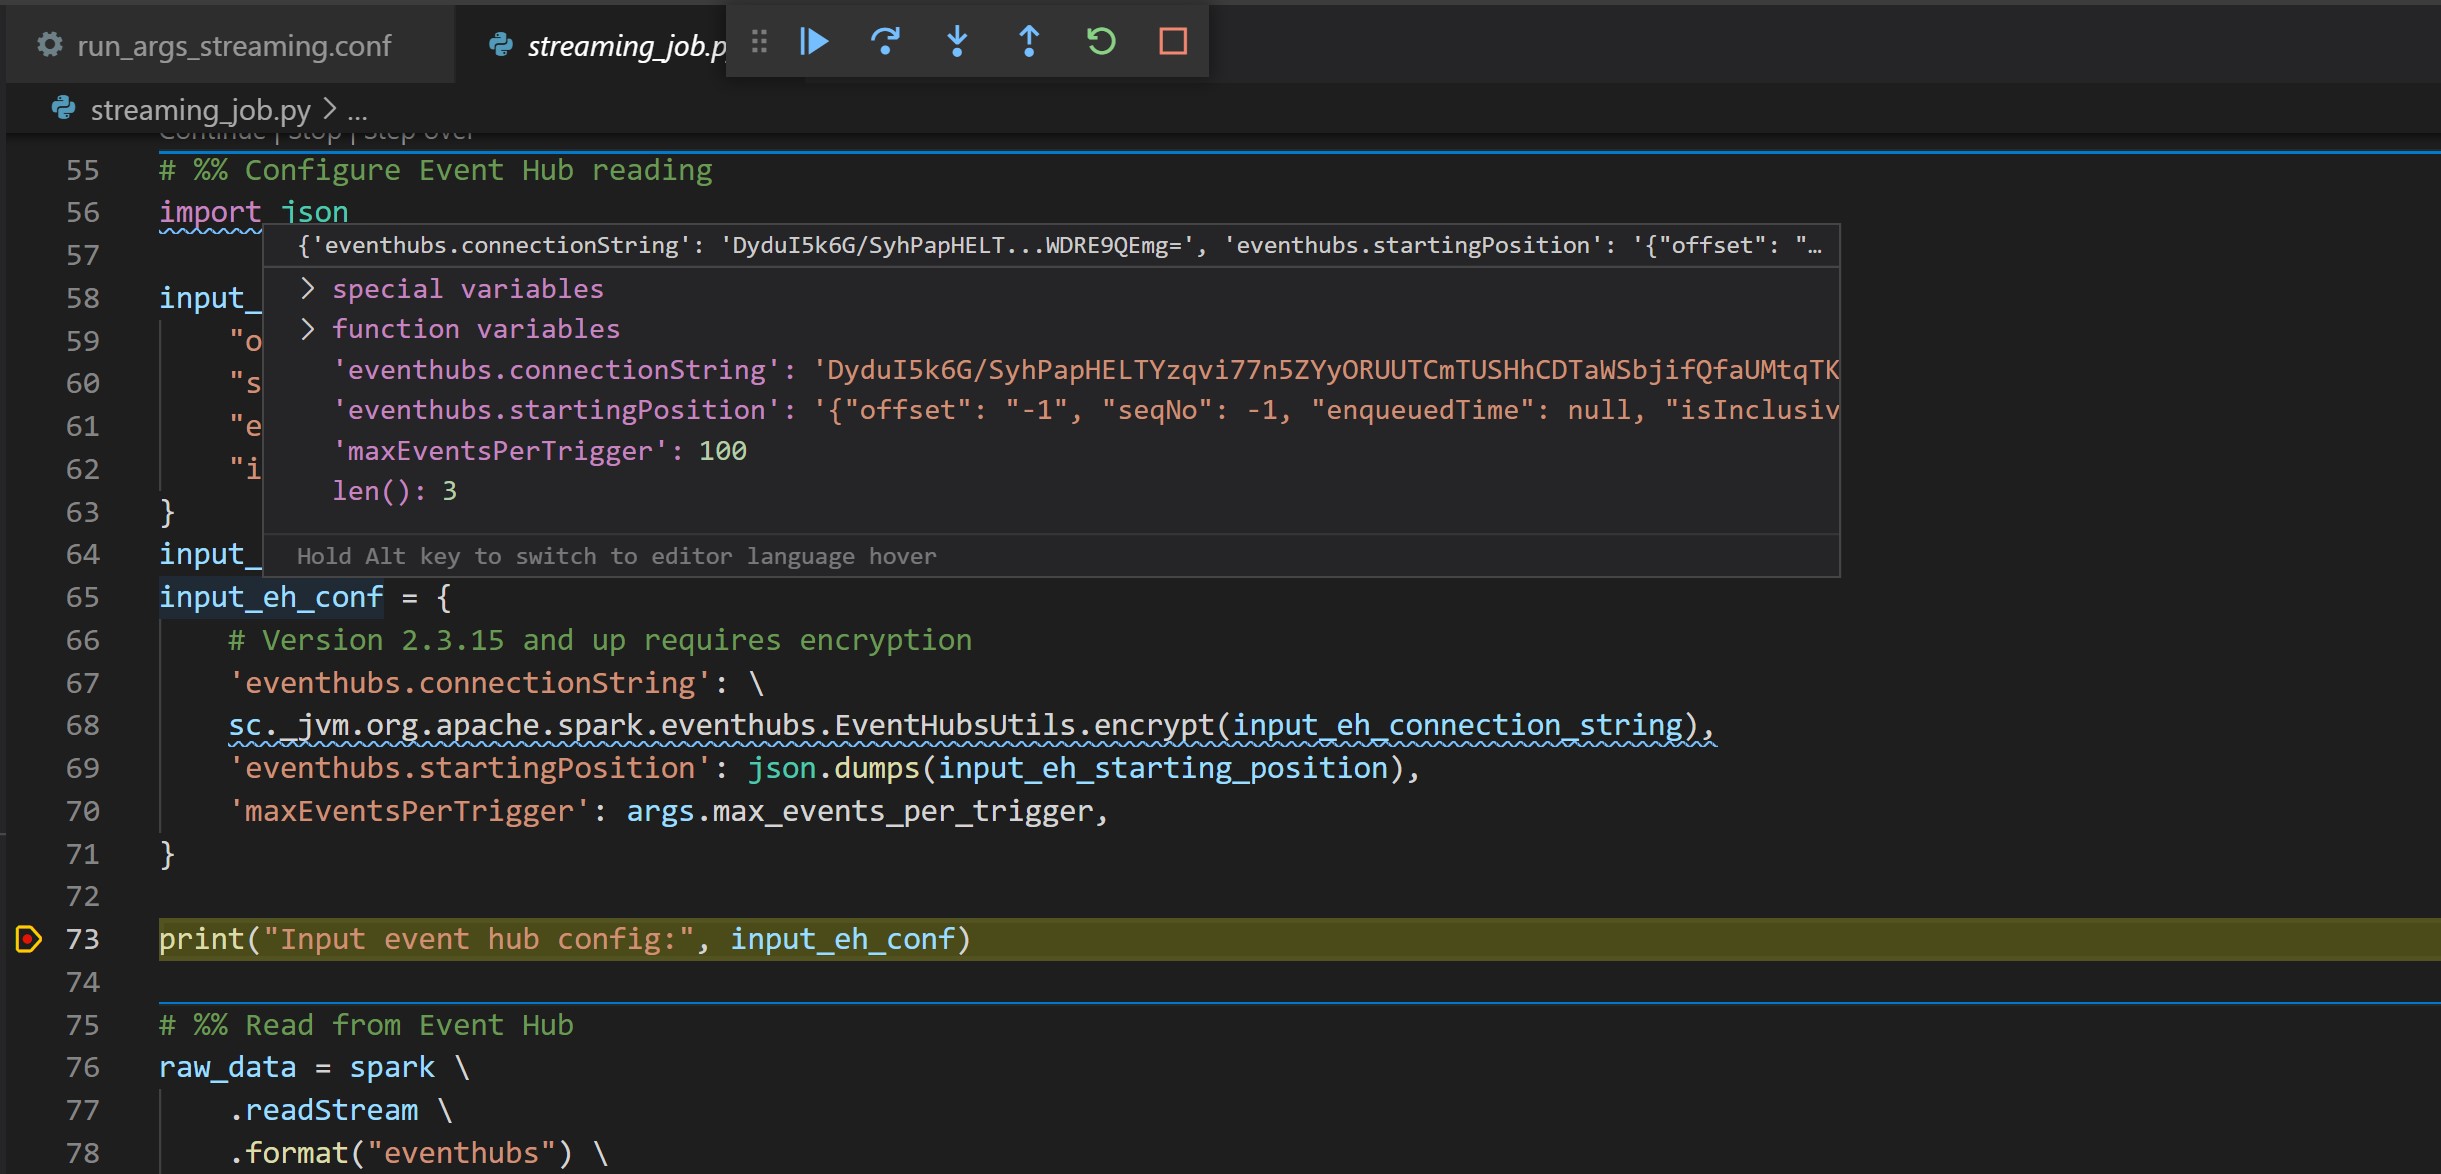 run_args_streaming.conf
streaming_job.p
streaming_job.py > ...
Continue | Stop | Step over
55 # %% Configure Event Hub reading
56 import json
{'eventhubs.connectionString': 'DyduI5k6G/SyhPapHELT...WDRE9QEmg=', 'eventhubs.startingPosition': '{"offset": "…
57
> special variables
58 input_
> function variables
59 "o
'eventhubs.connectionString': 'DyduI5k6G/SyhPapHELTYzqvi77n5ZYyORUUTCmTUSHhCDTaWSbjifQfaUMtqTK
60 "s
'eventhubs.startingPosition': '{"offset": "-1", "seqNo": -1, "enqueuedTime": null, "isInclusiv
61 "e
'maxEventsPerTrigger': 100
62 "i
len(): 3
63 }
64 input_
Hold Alt key to switch to editor language hover
65 input_eh_conf = {
66 # Version 2.3.15 and up requires encryption
67 'eventhubs.connectionString': \
68 sc._jvm.org.apache.spark.eventhubs.EventHubsUtils.encrypt(input_eh_connection_string),
69 'eventhubs.startingPosition': json.dumps(input_eh_starting_position),
70 'maxEventsPerTrigger': args.max_events_per_trigger,
71 }
72
73 print("Input event hub config:", input_eh_conf)
74
75 # %% Read from Event Hub
76 raw_data = spark \
77 .readStream \
78 .format("eventhubs") \